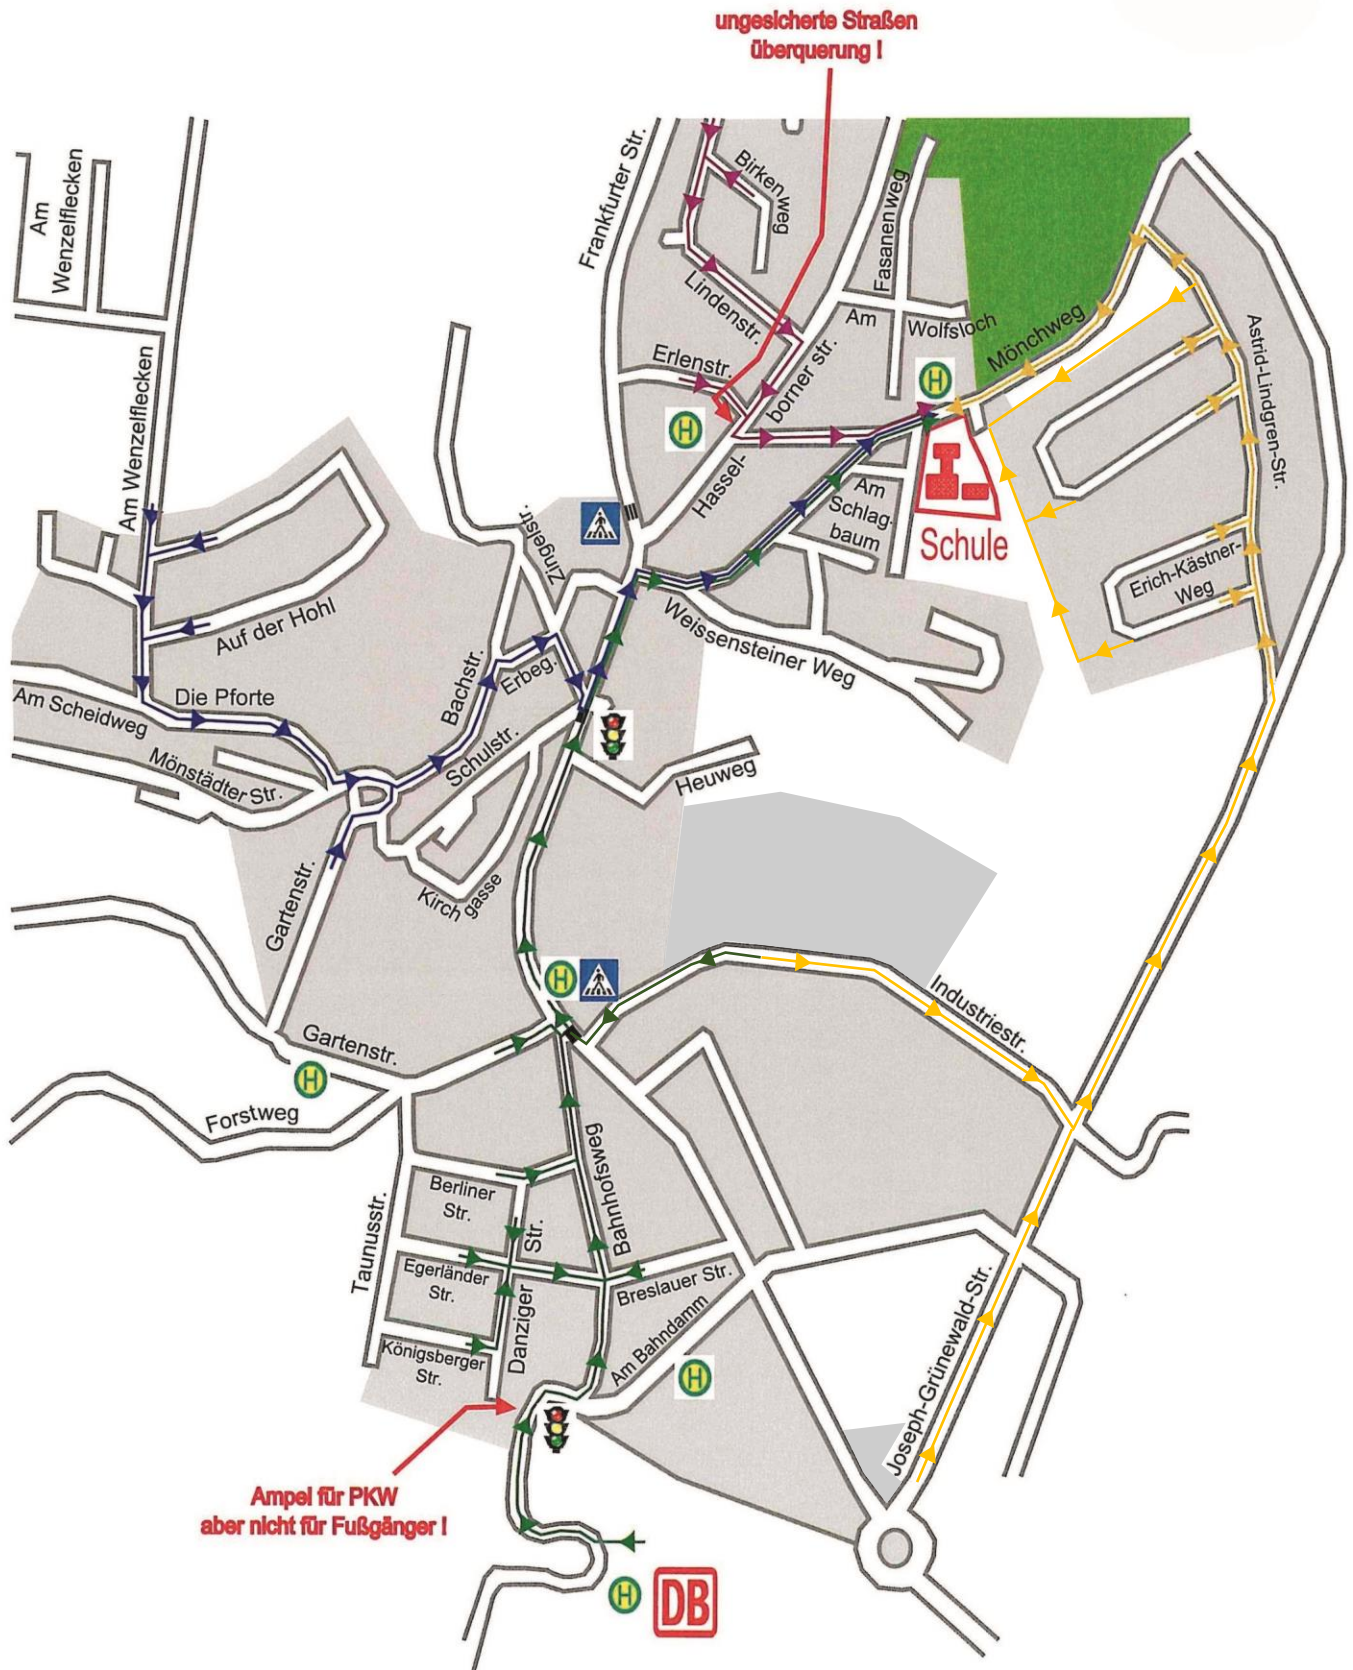 ungesicherte Straßen
überquerung !
Am
Wenzelflecken
Frankfurter Str.
Birken
weg
Fasanenweg
Lindenstr.
Am
Wolfsloch
Mönchweg
Astrid-Lindgren-Str.
Erlenstr.
borner str.
H
H
Am Wenzelflecken
Hassel-
Am
Schlag-
baum
Schule
Zingelstr.
Erich-Kästner-
Weg
Auf der Hohl
Weissensteiner Weg
Erbeg.
Bachstr.
Die Pforte
Am Scheidweg
Schulstr.
Mönstädter Str.
Heuweg
Kirch
gasse
Gartenstr.
H
Industriestr.
Gartenstr.
H
Forstweg
Bahnhofsweg
Berliner
Str.
Str.
Taunusstr.
Egerländer
Str.
Breslauer Str.
Danziger
Joseph-Grünewald-Str.
Königsberger
Str.
Am Bahndamm
H
Ampel für PKW
aber nicht für Fußgänger !
H
DB